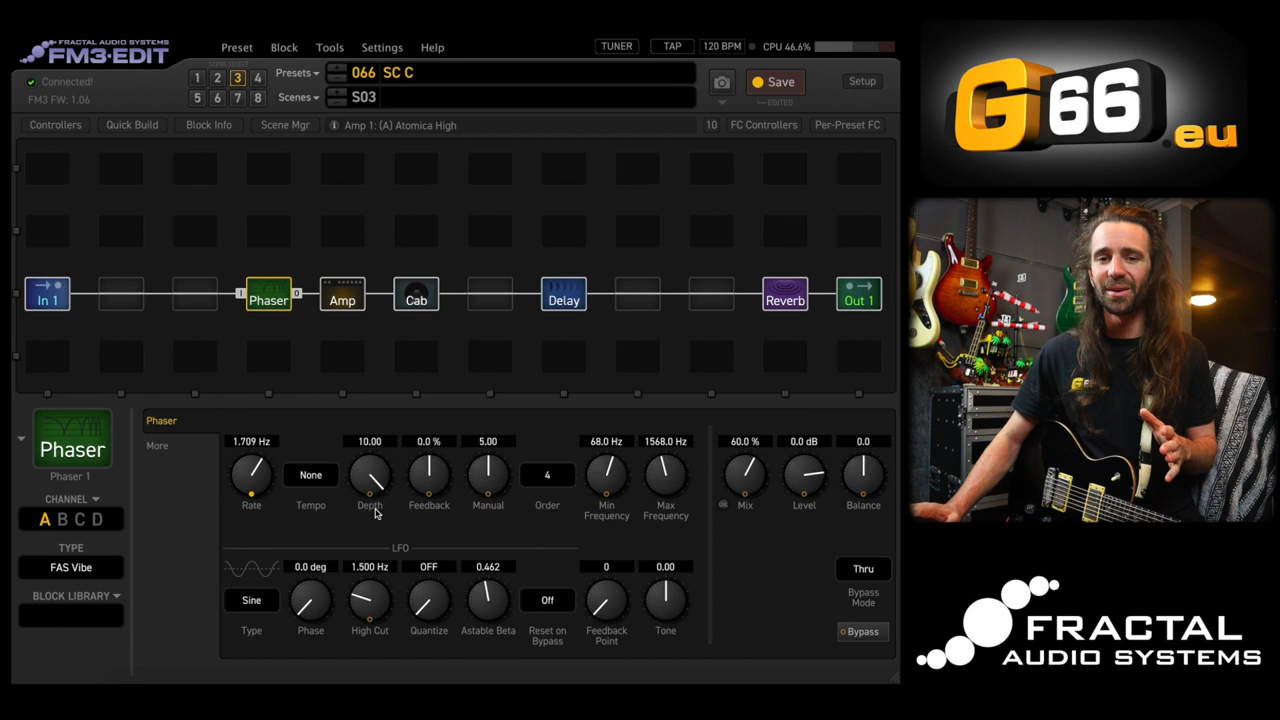 FRACTAL AUDIO SYSTEMS
FM3-EDIT
Preset Block Tools Settings Help
TUNER TAP 120 BPM CPU 46.6%
Connected!
FM3 FW: 1.06
SCENE SELECT
1 2 3 4
5 6 7 8
Presets
066 SC C
Scenes
S03
Save
EDITED
Setup
Controllers Quick Build Block Info Scene Mgr Amp 1: (A) Atomica High 10 FC Controllers Per-Preset FC
In 1 Phaser Amp Cab Delay Reverb Out 1
Phaser
Phaser 1
CHANNEL
A B C D
TYPE
FAS Vibe
BLOCK LIBRARY
Phaser
More
1.709 Hz 10.00 0.0 % 5.00 68.0 Hz 1568.0 Hz 60.0 % 0.0 dB 0.0
None 4
Rate Tempo Depth Feedback Manual Order Min Frequency Max Frequency Mix Level Balance
LFO
0.0 deg 1.500 Hz OFF 0.462 0 0.00
Sine Off
Type Phase High Cut Quantize Astable Beta Reset on Bypass Feedback Point Tone
Thru
Bypass Mode
Bypass
G66.eu
FRACTAL
AUDIO SYSTEMS